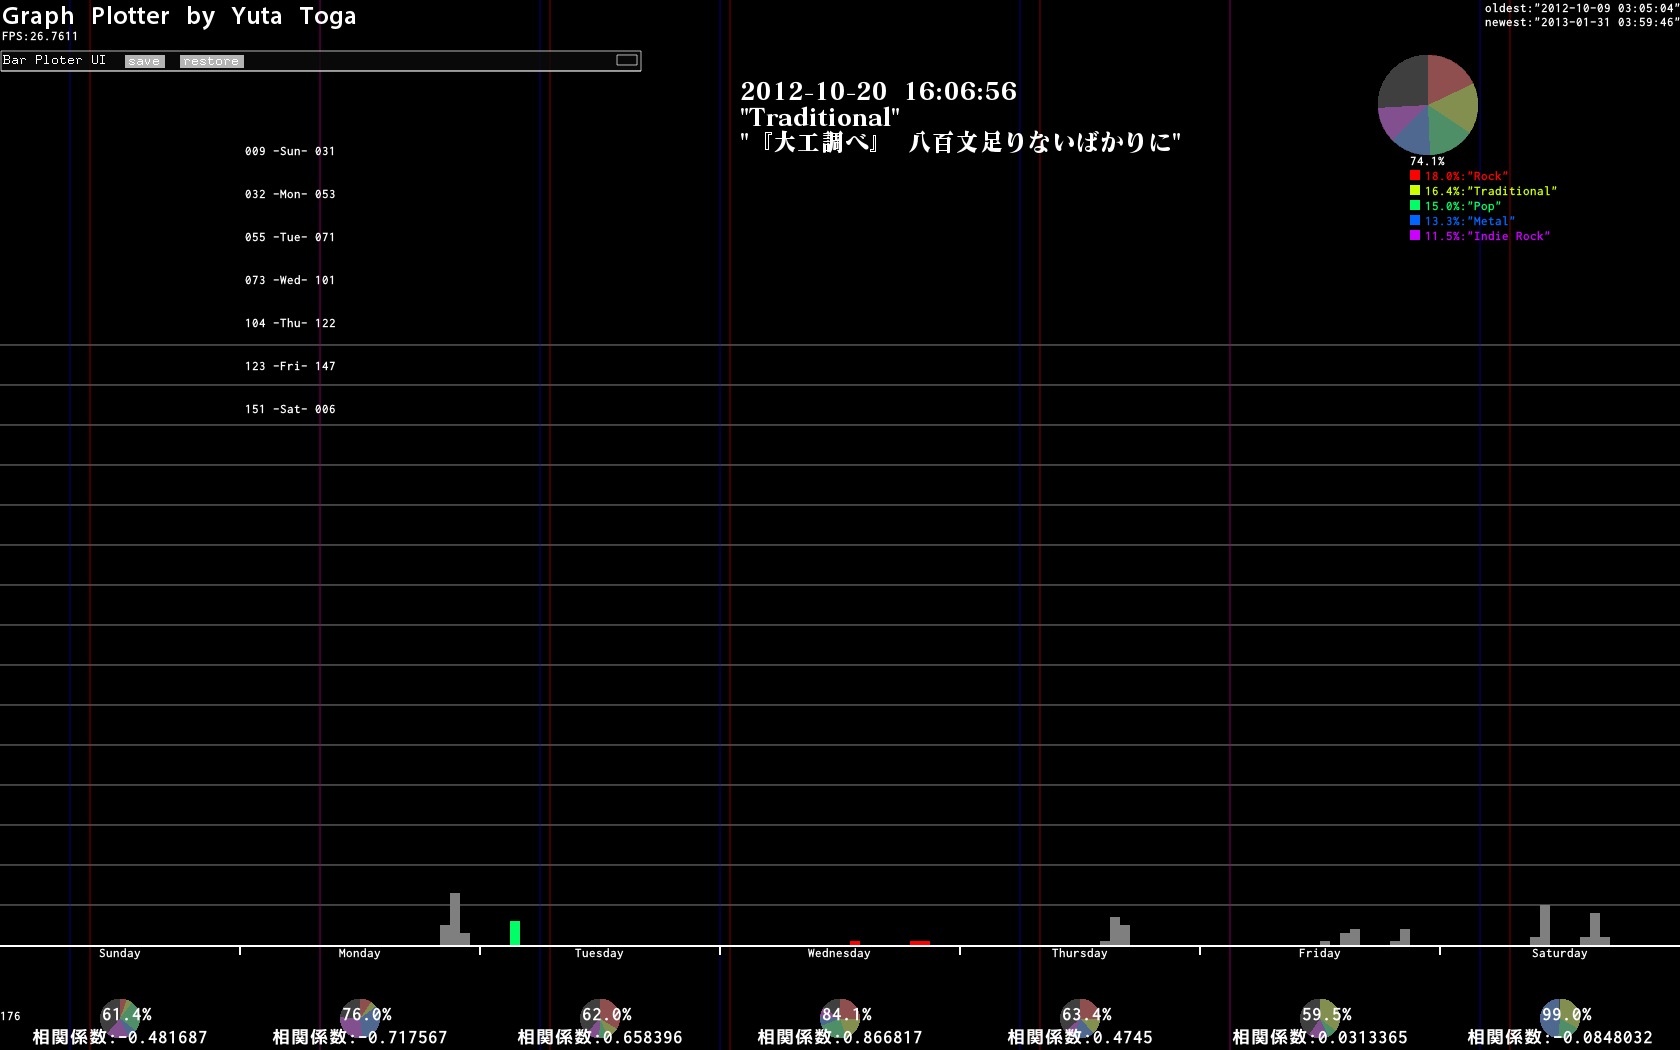 Graph Plotter by Yuta Toga
FPS:26.7611
oldest:"2012-10-09 03:05:04"
newest:"2013-01-31 03:59:46"
Bar Ploter UI save restore
2012-10-20 16:06:56
"Traditional"
"『大工調べ』 八百文足りないばかりに"
009 -Sun- 031
032 -Mon- 053
055 -Tue- 071
073 -Wed- 101
104 -Thu- 122
123 -Fri- 147
151 -Sat- 006
74.1%
18.0%:"Rock"
16.4%:"Traditional"
15.0%:"Pop"
13.3%:"Metal"
11.5%:"Indie Rock"
Sunday Monday Tuesday Wednesday Thursday Friday Saturday
176 61.4% 76.0% 62.0% 84.1% 63.4% 59.5% 99.0%
相関係数:-0.481687 相関係数:-0.717567 相関係数:0.658396 相関係数:0.866817 相関係数:0.4745 相関係数:0.0313365 相関係数:-0.0848032